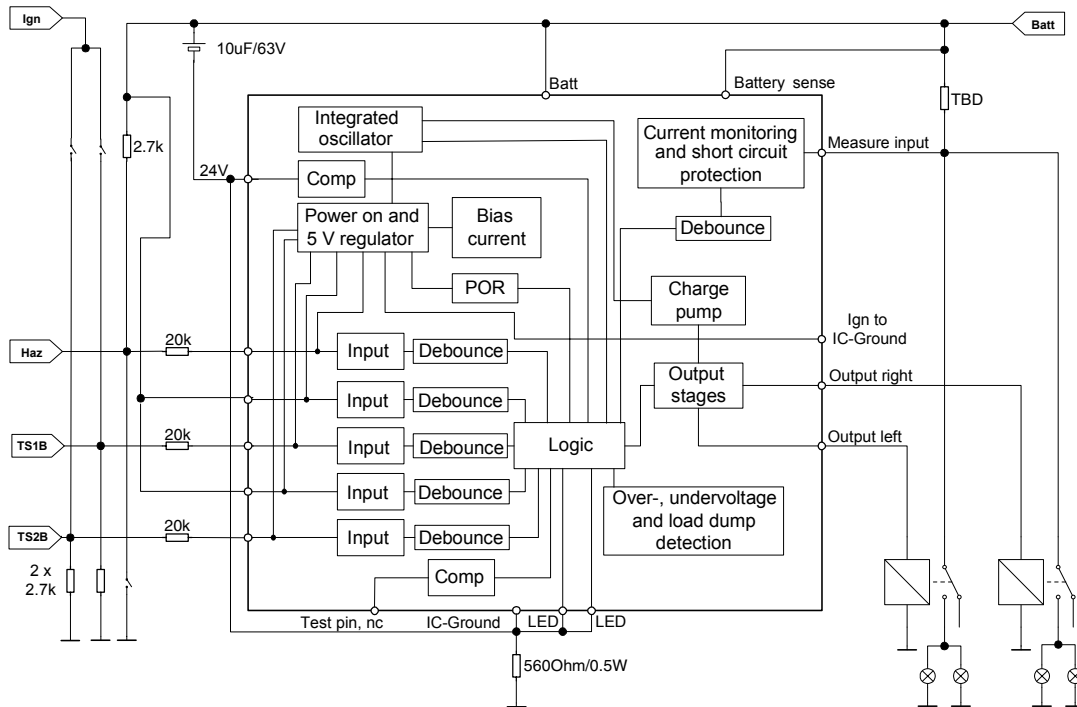 Ign
Batt
10uF/63V
Batt
Battery sense
TBD
Integrated
oscillator
Current monitoring
and short circuit
protection
Measure input
2.7k
24V
Comp
Power on and
5 V regulator
Bias
current
Debounce
POR
Charge
pump
Ign to
IC-Ground
Haz
20k
Input
Debounce
Output
stages
Output right
Input
Debounce
TS1B
20k
Input
Debounce
Logic
Output left
Input
Debounce
Over-, undervoltage
and load dump
detection
TS2B
20k
Input
Debounce
2 x
2.7k
Comp
Test pin, nc
IC-Ground
LED
LED
560Ohm/0.5W